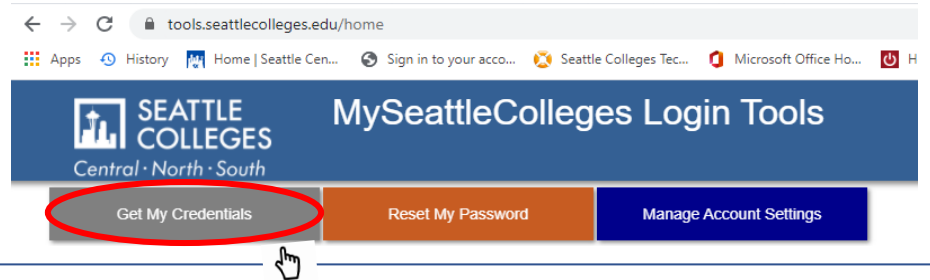 tools.seattlecolleges.edu/home
Apps History Home | Seattle Cen... Sign in to your acco... Seattle Colleges Tec... Microsoft Office Ho... H
SEATTLE
COLLEGES
Central · North · South
MySeattleColleges Login Tools
Get My Credentials Reset My Password Manage Account Settings